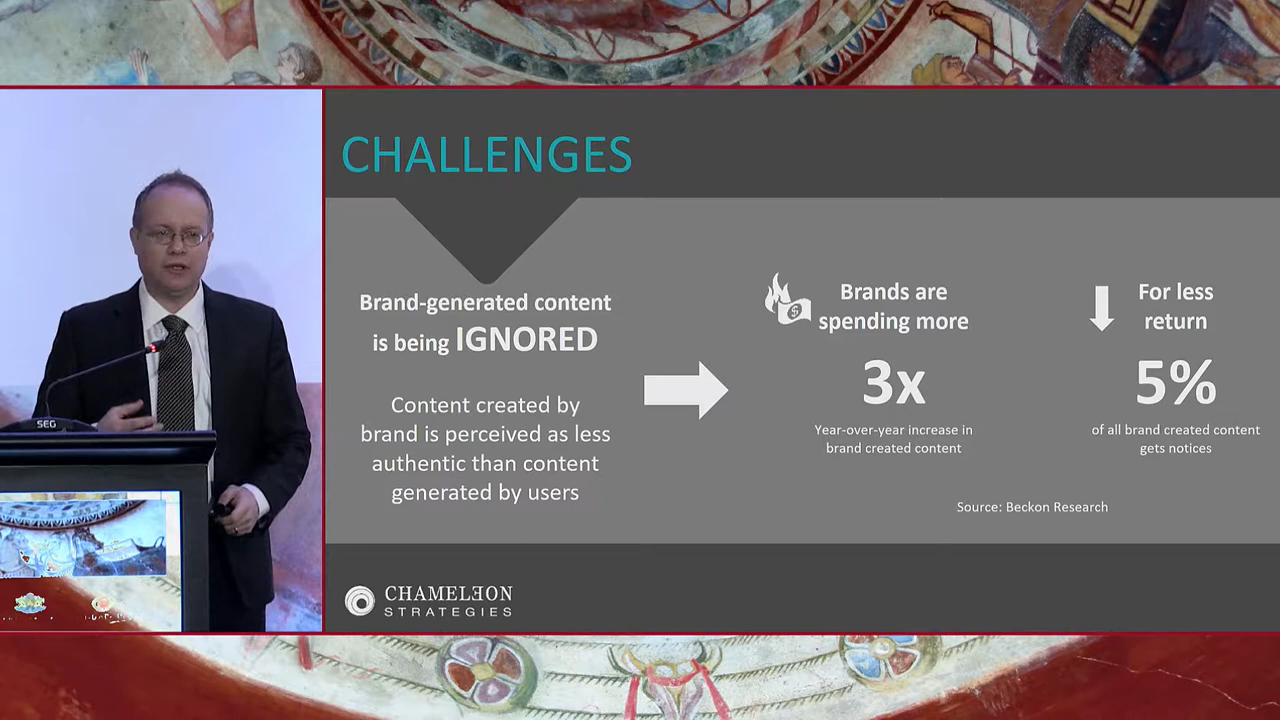 CHALLENGES
Brand-generated content
is being IGNORED
Content created by
brand is perceived as less
authentic than content
generated by users
Brands are
spending more
$
3x
Year-over-year increase in
brand created content
For less
return
5%
of all brand created content
gets notices
Source: Beckon Research
CHAMELƎON
STRATEGIES
SEG